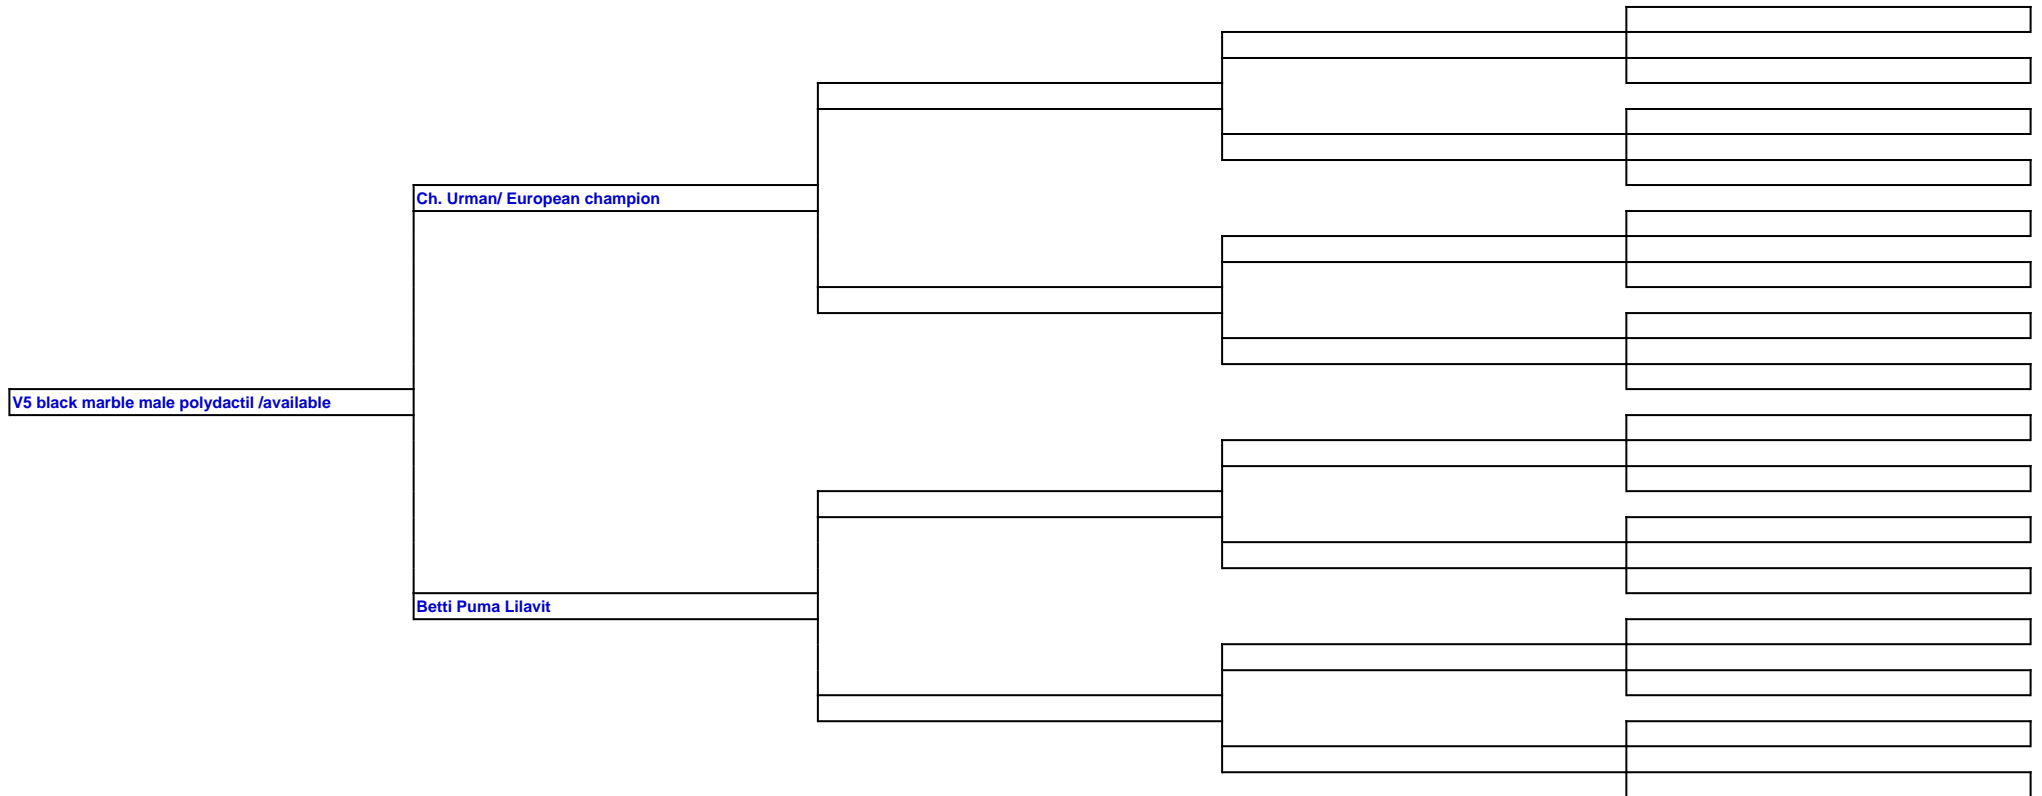 Ch. Urman/ European champion
V5 black marble male polydactil /available
Betti Puma Lilavit